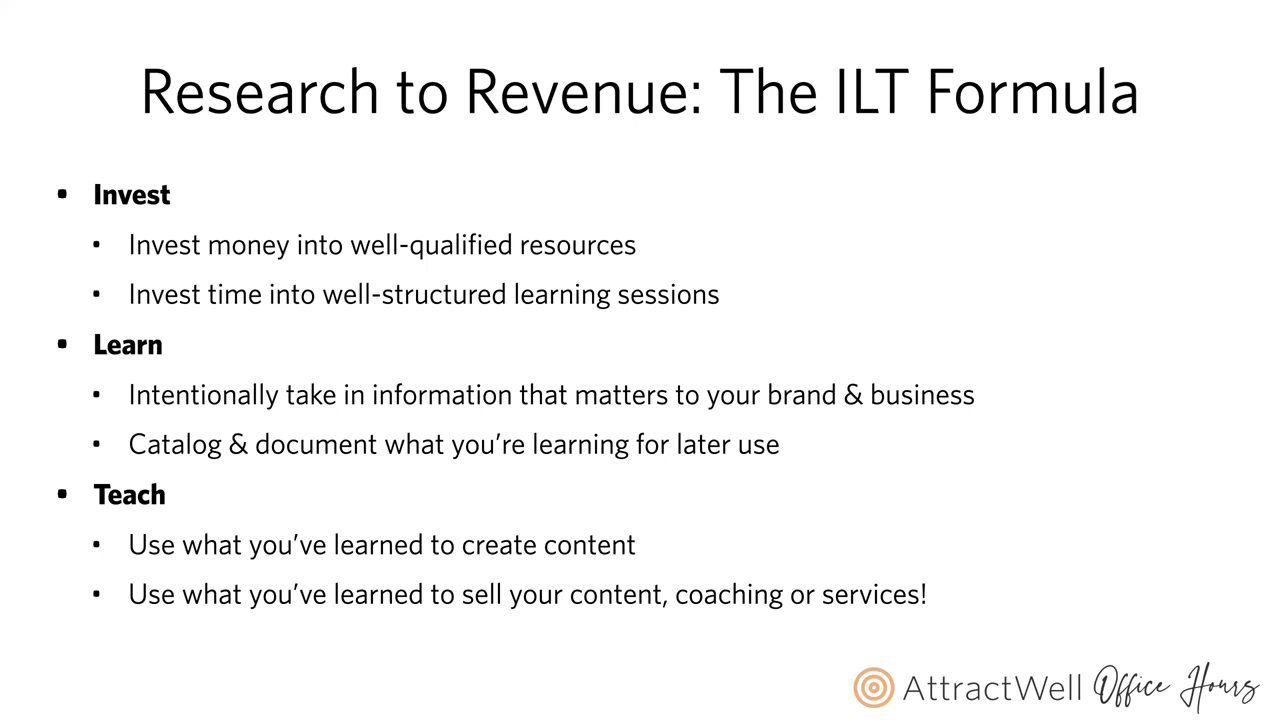 Research to Revenue: The ILT Formula
• Invest
• Invest money into well-qualified resources
• Invest time into well-structured learning sessions
• Learn
• Intentionally take in information that matters to your brand & business
• Catalog & document what you’re learning for later use
• Teach
• Use what you’ve learned to create content
• Use what you’ve learned to sell your content, coaching or services!
AttractWell Office Hours